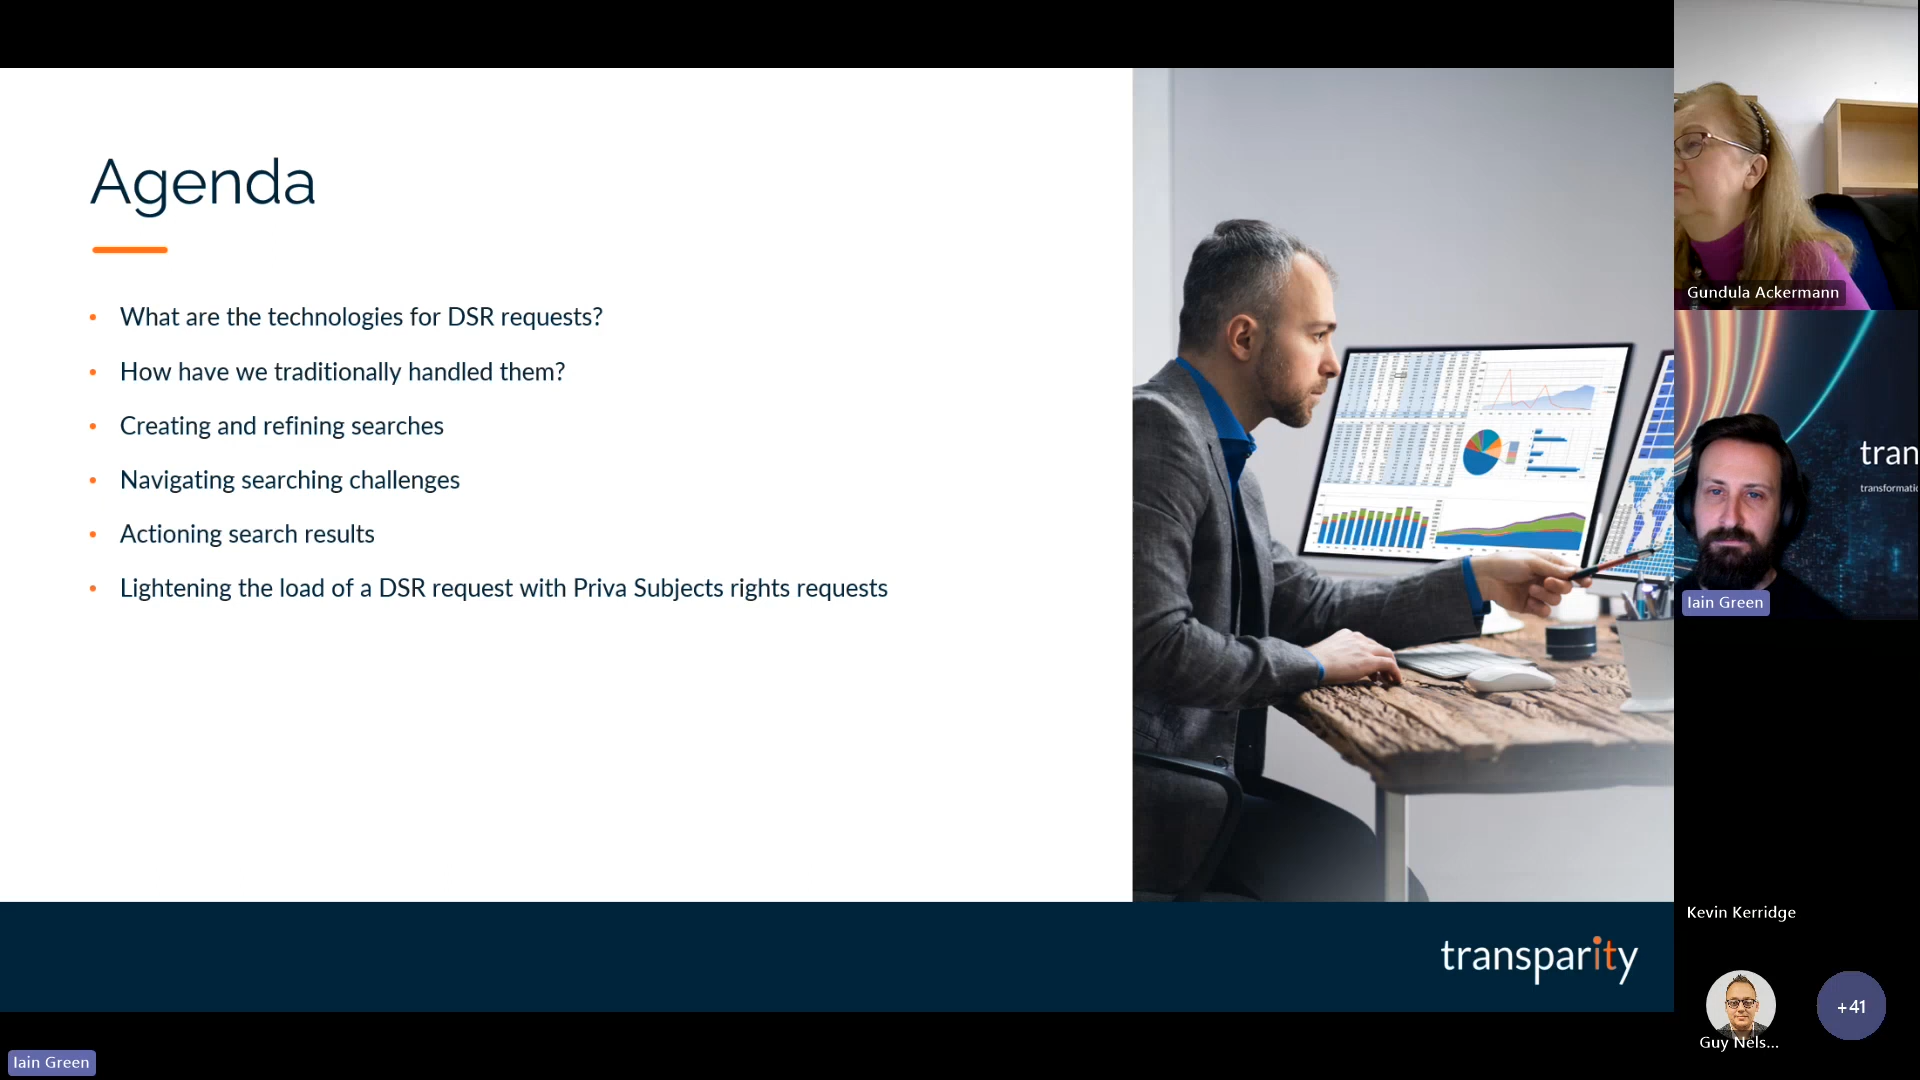 Agenda
What are the technologies for DSR requests?
How have we traditionally handled them?
Creating and refining searches
Navigating searching challenges
Actioning search results
Lightening the load of a DSR request with Priva Subjects rights requests
transparity
Gundula Ackermann
tran
transformatic
Iain Green
Kevin Kerridge
Guy Nels...
+41
Iain Green